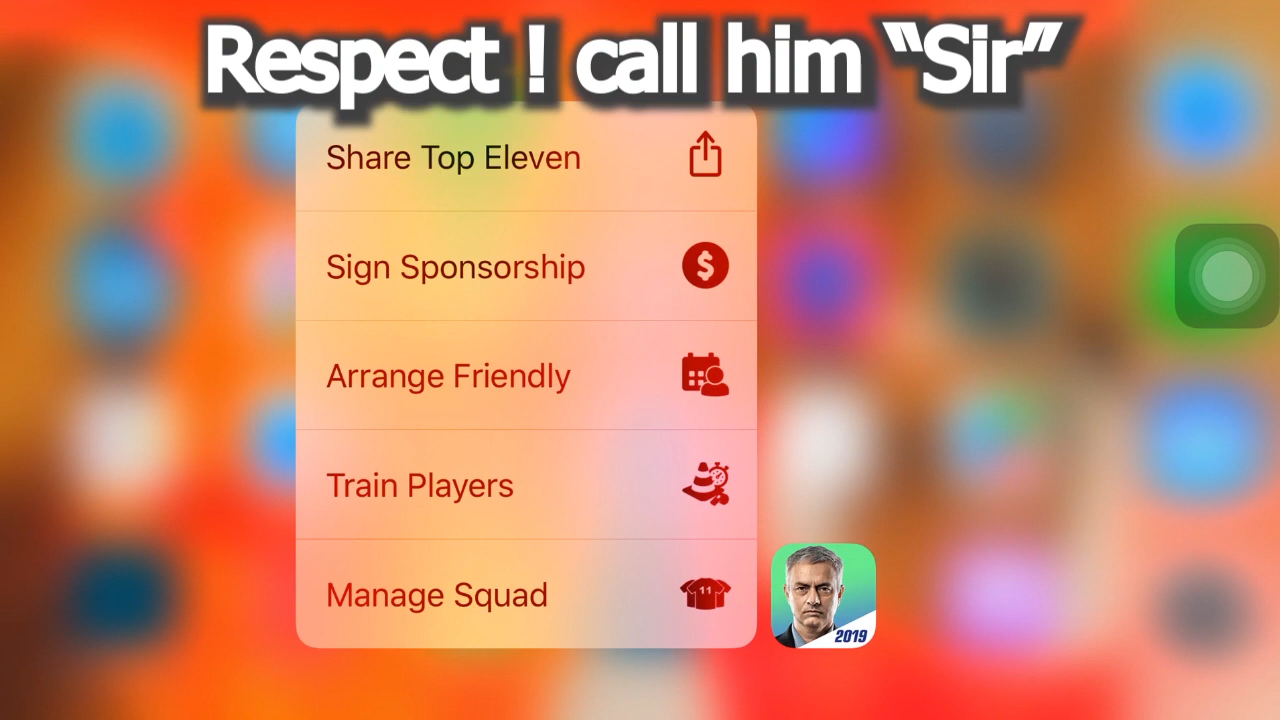 Respect ! call him “Sir”
Share Top Eleven
Sign Sponsorship
Arrange Friendly
Train Players
Manage Squad
11
2019